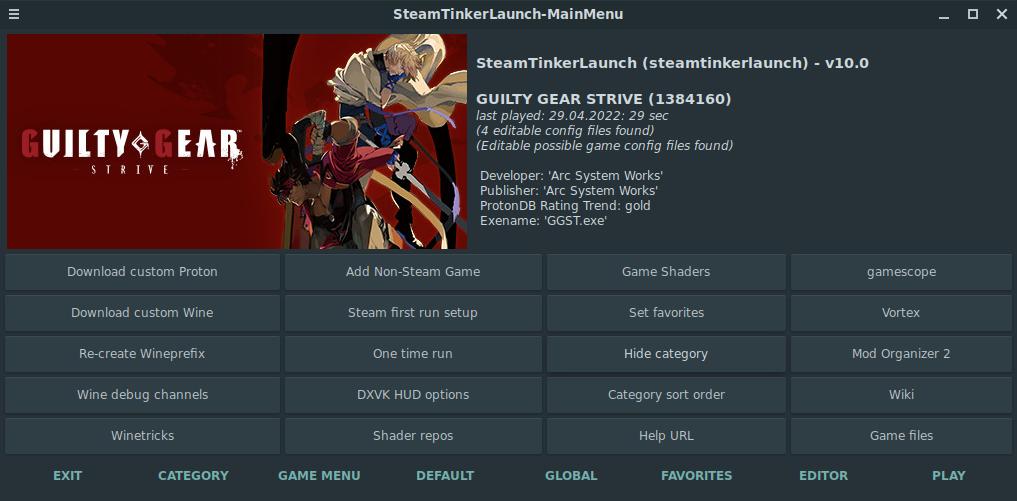 SteamTinkerLaunch-MainMenu
GUILTY GEAR™
STRIVE
SteamTinkerLaunch (steamtinkerlaunch) - v10.0
GUILTY GEAR STRIVE (1384160)
last played: 29.04.2022: 29 sec
(4 editable config files found)
(Editable possible game config files found)
Developer: 'Arc System Works'
Publisher: 'Arc System Works'
ProtonDB Rating Trend: gold
Exename: 'GGST.exe'
Download custom Proton Add Non-Steam Game Game Shaders gamescope
Download custom Wine Steam first run setup Set favorites Vortex
Re-create Wineprefix One time run Hide category Mod Organizer 2
Wine debug channels DXVK HUD options Category sort order Wiki
Winetricks Shader repos Help URL Game files
EXIT CATEGORY GAME MENU DEFAULT GLOBAL FAVORITES EDITOR PLAY